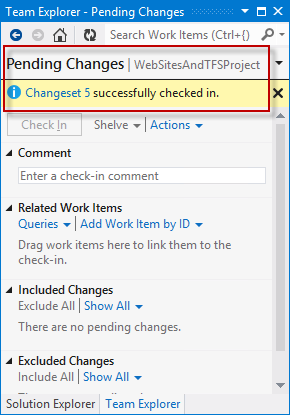 Team Explorer - Pending Changes
Search Work Items (Ctrl+;)
Pending Changes | WebSitesAndTFSProject
Changeset 5 successfully checked in.
Check In Shelve Actions
Comment
Enter a check-in comment
Related Work Items
Queries Add Work Item by ID
Drag work items here to link them to the
check-in.
Included Changes
Exclude All Show All
There are no pending changes.
Excluded Changes
Include All Show All
Solution Explorer Team Explorer